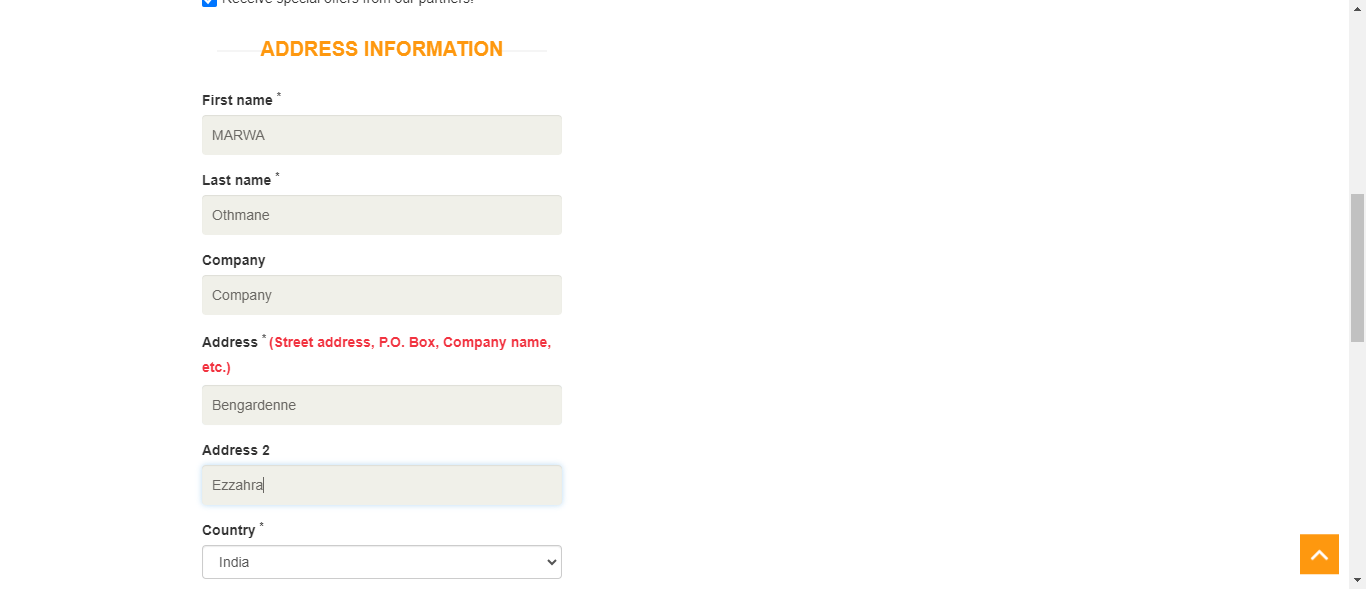 Receive special offers from our partners!
ADDRESS INFORMATION
First name *
MARWA
Last name *
Othmane
Company
Company
Address * (Street address, P.O. Box, Company name,
etc.)
Bengardenne
Address 2
Ezzahra
Country *
India